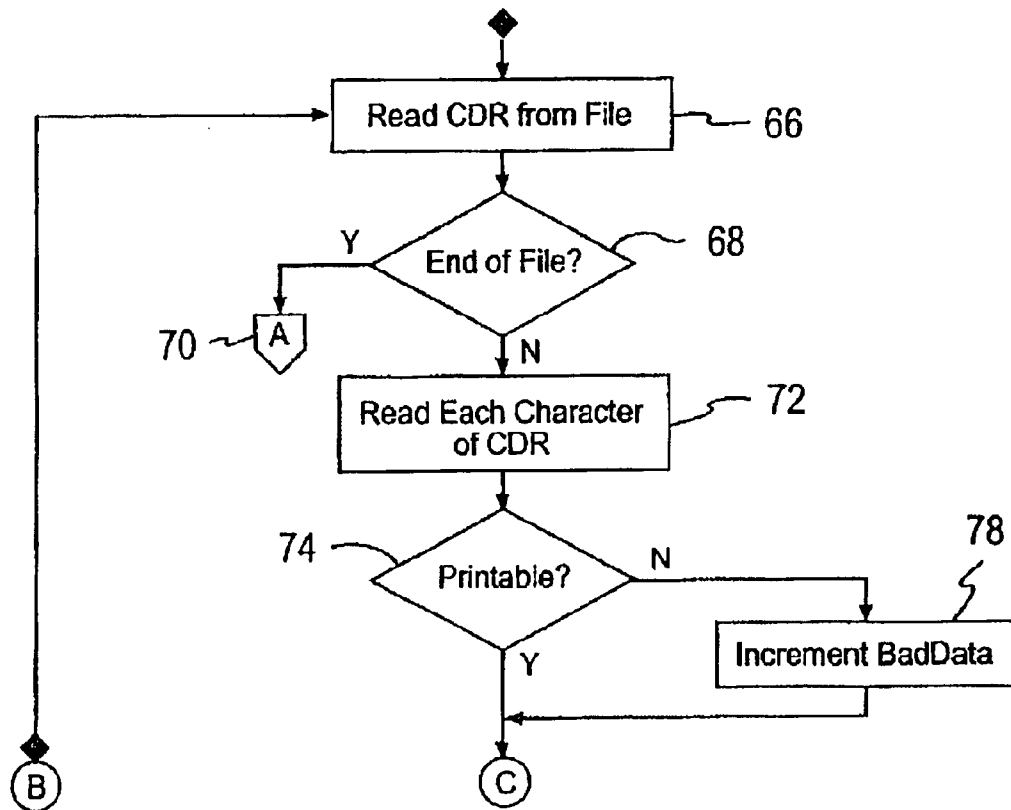 Read CDR from File
66
End of File?
68
Y
A
70
N
Read Each Character
of CDR
72
Printable?
74
N
78
Increment BadData
Y
B
C